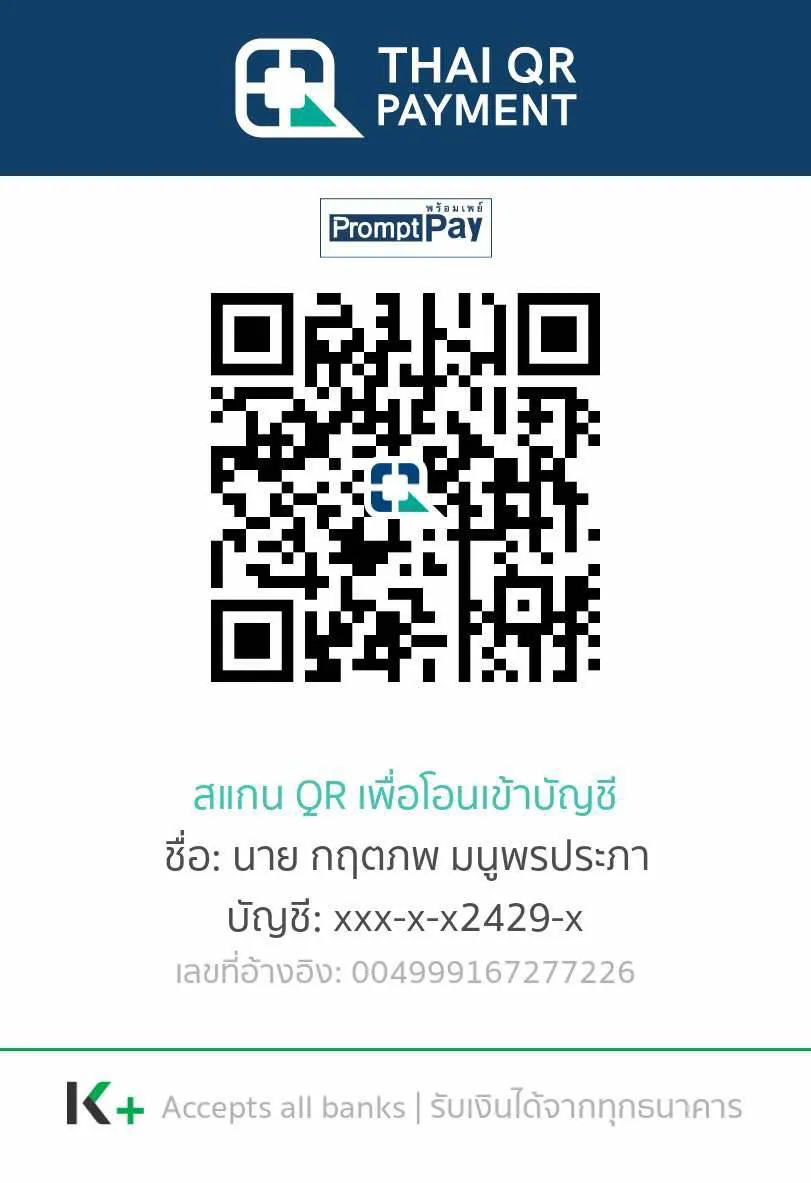 THAI QR
PAYMENT
พร้อมเพย์
PromptPay
สแกน QR เพื่อโอนเข้าบัญชี
ชื่อ: นาย กฤตภพ มนูพรประภา
บัญชี: xxx-x-x2429-x
เลขที่อ้างอิง: 004999167277226
K+ Accepts all banks | รับเงินได้จากทุกธนาคาร